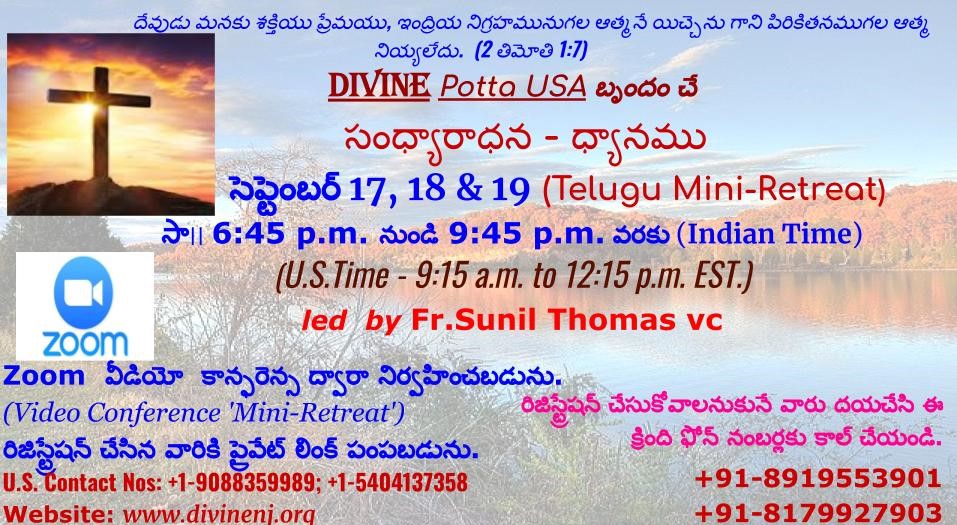 దేవుడు మనకు శక్తియు ప్రేమయు, ఇంద్రియ నిగ్రహమునుగల ఆత్మనే యిచ్చెను గాని పిరికితనముగల ఆత్మ
నియ్యలేదు. (2 తిమోతి 1:7)
DIVINE Potta USA బృందం చే
సంధ్యారాధన - ధ్యానము
సెప్టెంబర్ 17, 18 & 19 (Telugu Mini-Retreat)
సా|| 6:45 p.m. నుండి 9:45 p.m. వరకు (Indian Time)
(U.S.Time - 9:15 a.m. to 12:15 p.m. EST.)
led by Fr.Sunil Thomas vc
zoom
Zoom వీడియో కాన్ఫరెన్స ద్వారా నిర్వహించబడును.
(Video Conference 'Mini-Retreat')
రిజిస్ట్రేషన్ చేసిన వారికి ప్రైవేట్ లింక్ పంపబడును.
U.S. Contact Nos: +1-9088359989; +1-5404137358
Website: www.divinenj.org
రిజిస్ట్రేషన్ చేసుకోవాలనుకునే వారు దయచేసి ఈ
క్రింది ఫోన్ నంబర్లకు కాల్ చేయండి.
+91-8919553901
+91-8179927903